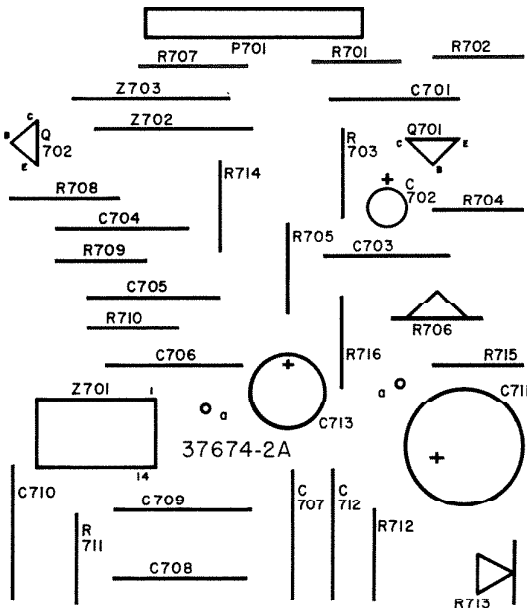 P701
R707
R701
R702
Z703
C701
Z702
C
Q
702
B
E
R
703
Q701
C
E
B
R714
C
702
R708
R704
C704
R705
C703
R709
C705
R706
R710
R716
C706
R715
Z701
1
a
a
C711
C713
37674-2A
14
C710
C709
C
707
C
712
R712
R
711
C708
R713